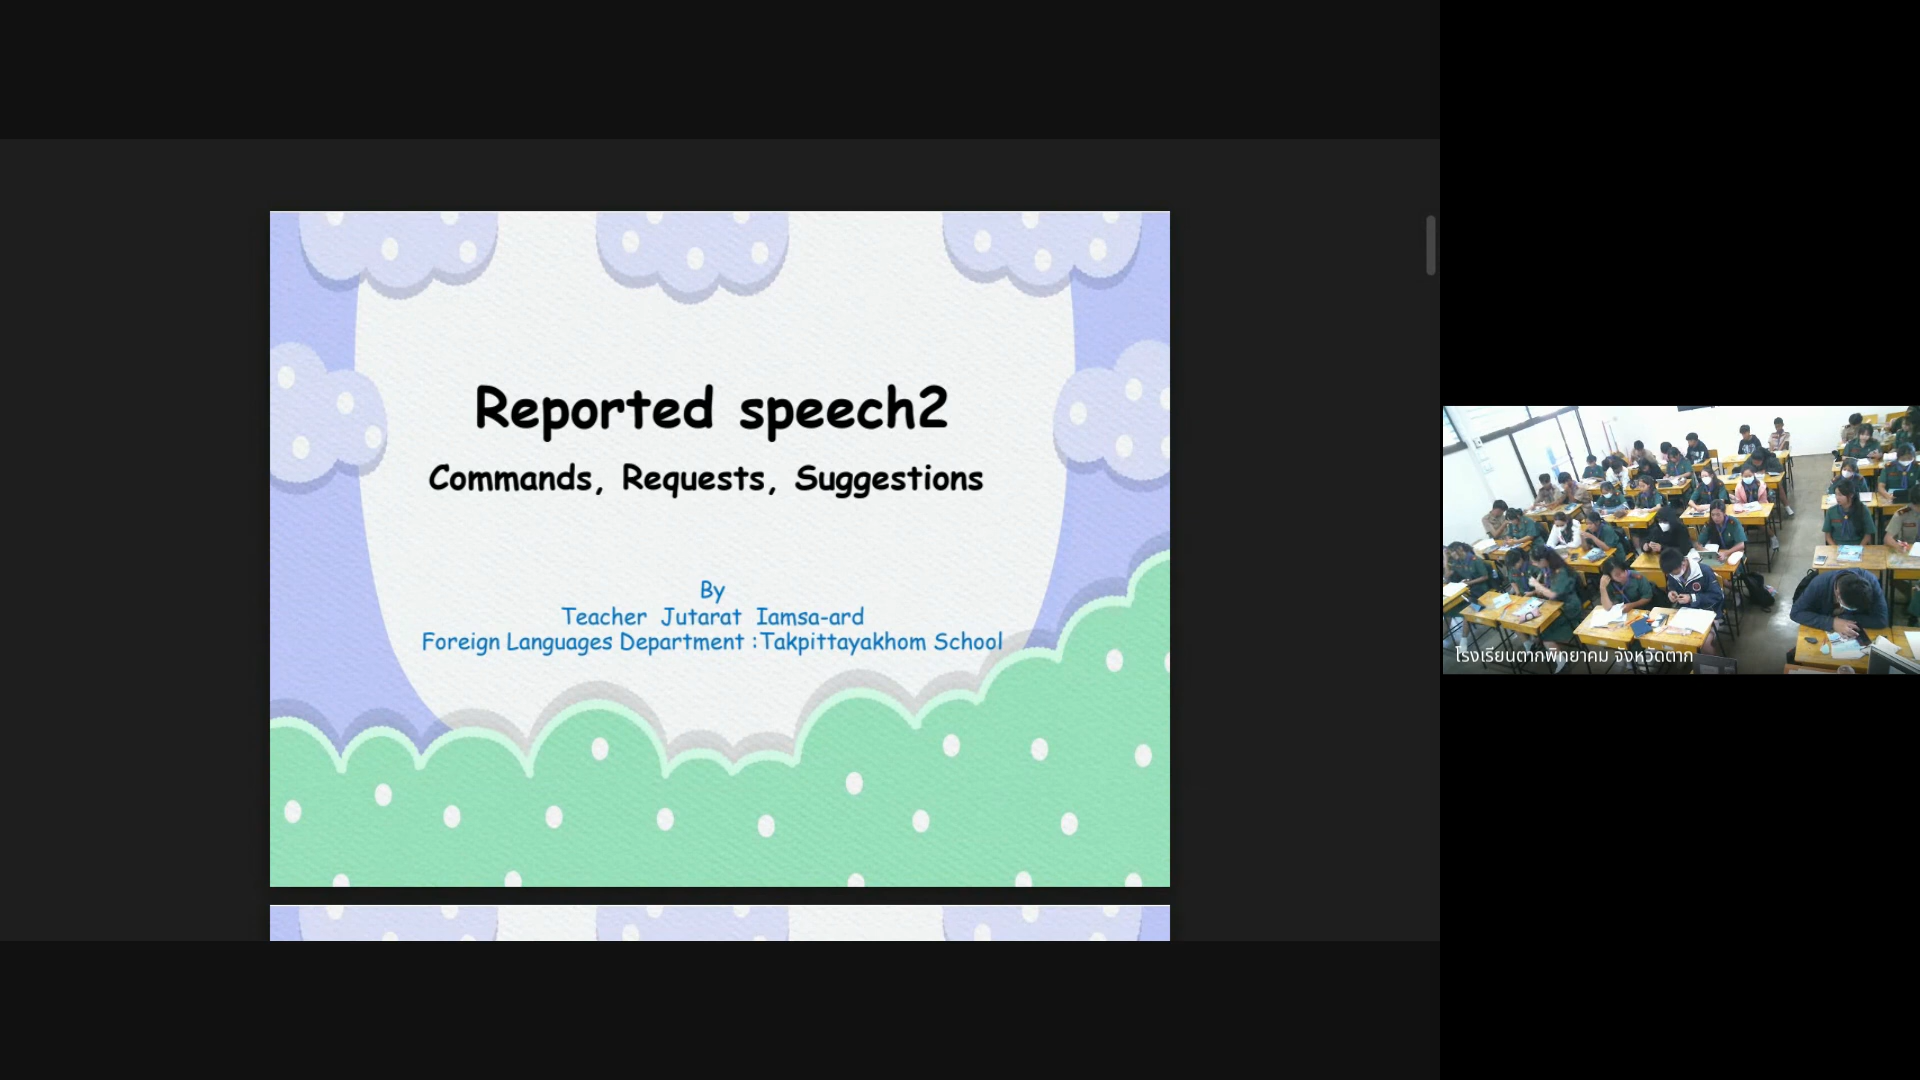 Reported speech2
Commands, Requests, Suggestions
By
Teacher Jutarat Iamsa-ard
Foreign Languages Department :Takpittayakhom School
โรงเรียนตากพิทยาคม จังหวัดตาก